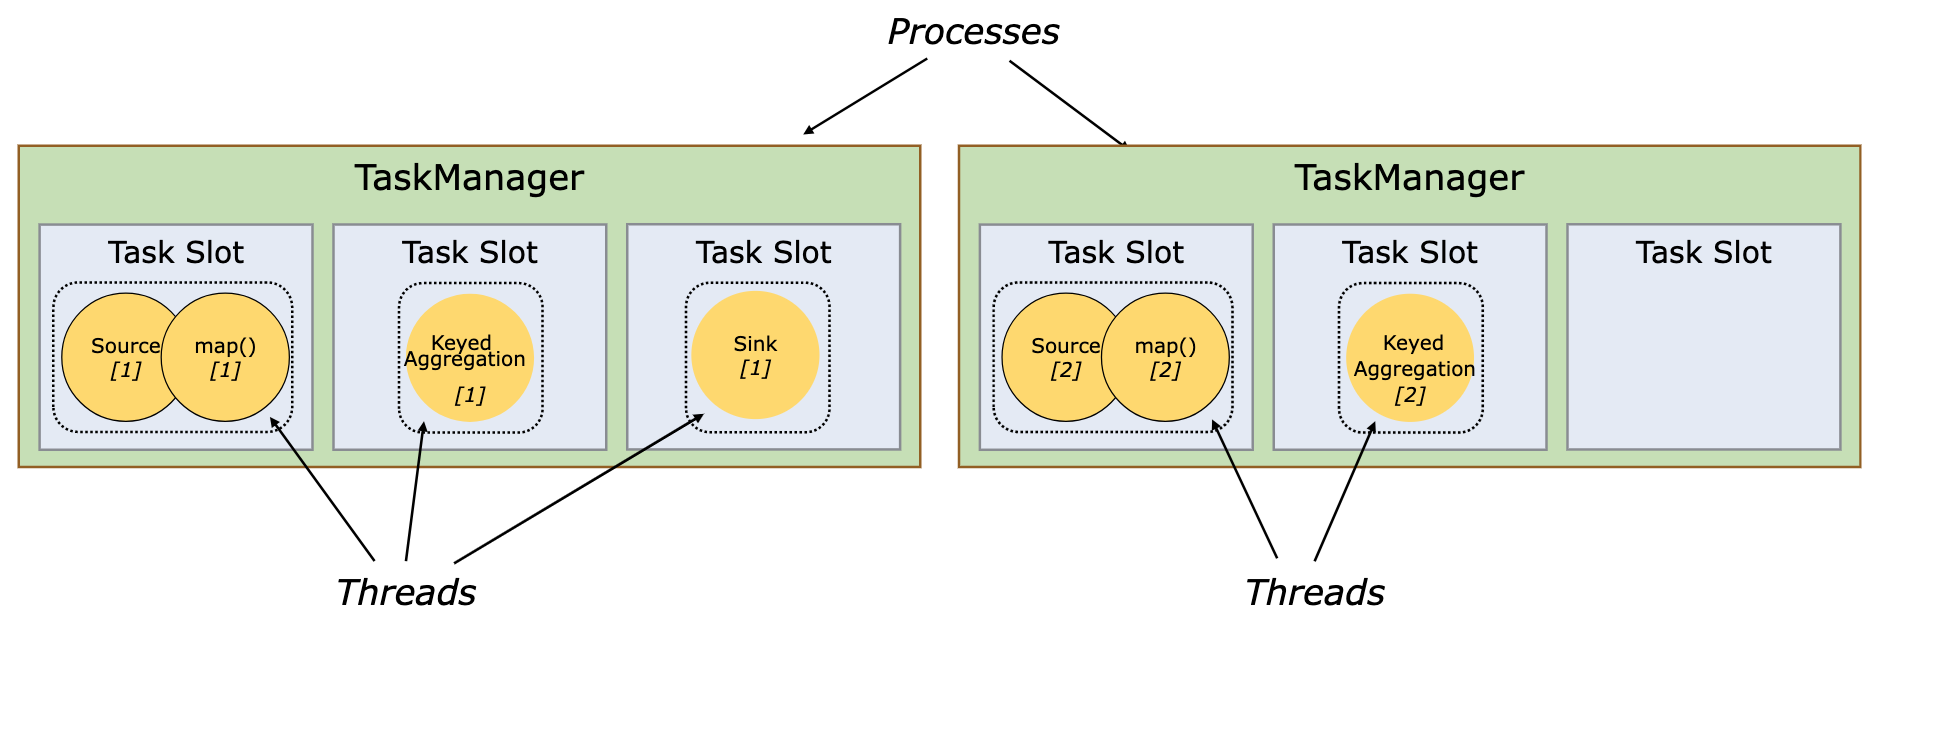 Processes
TaskManager
Task Slot
Source
[1]
map()
[1]
Task Slot
Keyed
Aggregation
[1]
Task Slot
Sink
[1]
TaskManager
Task Slot
Source
[2]
map()
[2]
Task Slot
Keyed
Aggregation
[2]
Task Slot
Threads
Threads